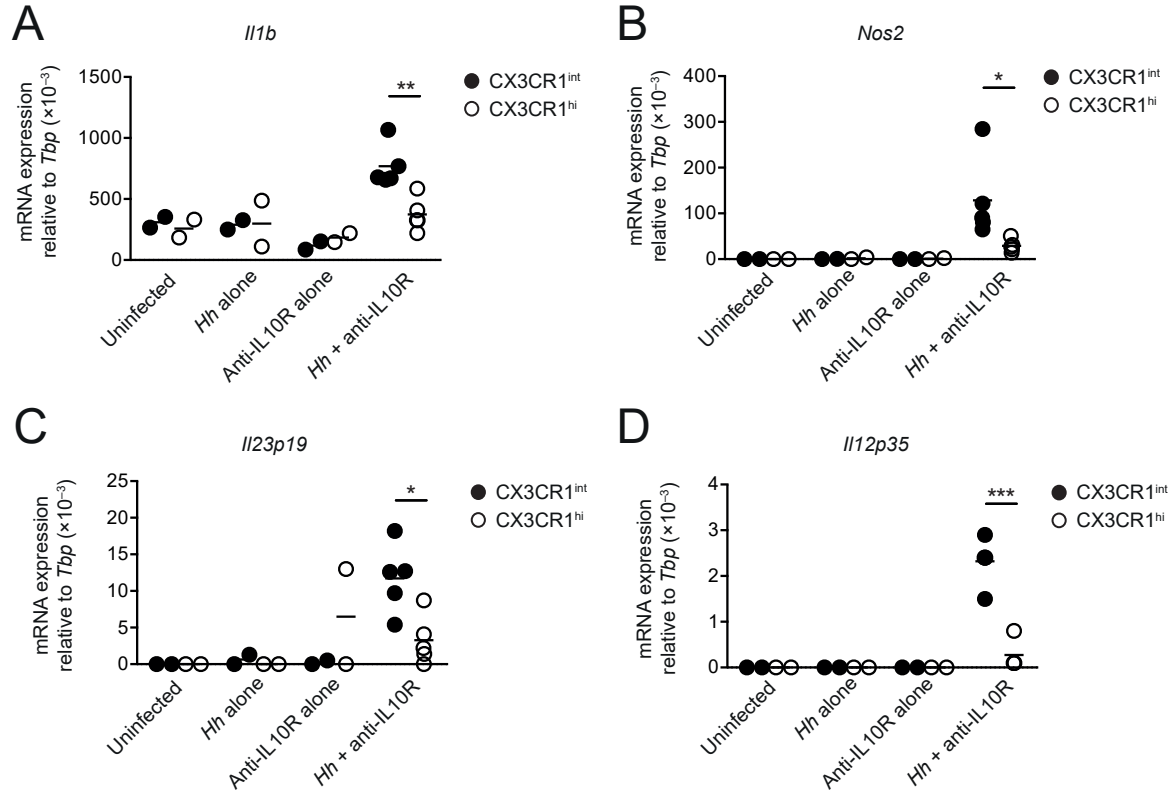 A
Il1b
mRNA expression
relative to Tbp (×10⁻³)
1500
1000
500
0
**
CX3CR1ⁱⁿᵗ
CX3CR1ʰⁱ
Uninfected
Hh alone
Anti-IL10R alone
Hh + anti-IL10R
B
Nos2
mRNA expression
relative to Tbp (×10⁻³)
400
300
200
100
0
*
CX3CR1ⁱⁿᵗ
CX3CR1ʰⁱ
Uninfected
Hh alone
Anti-IL10R alone
Hh + anti-IL10R
C
Il23p19
mRNA expression
relative to Tbp (×10⁻³)
25
20
15
10
5
0
*
CX3CR1ⁱⁿᵗ
CX3CR1ʰⁱ
Uninfected
Hh alone
Anti-IL10R alone
Hh + anti-IL10R
D
Il12p35
mRNA expression
relative to Tbp (×10⁻³)
4
3
2
1
0
***
CX3CR1ⁱⁿᵗ
CX3CR1ʰⁱ
Uninfected
Hh alone
Anti-IL10R alone
Hh + anti-IL10R